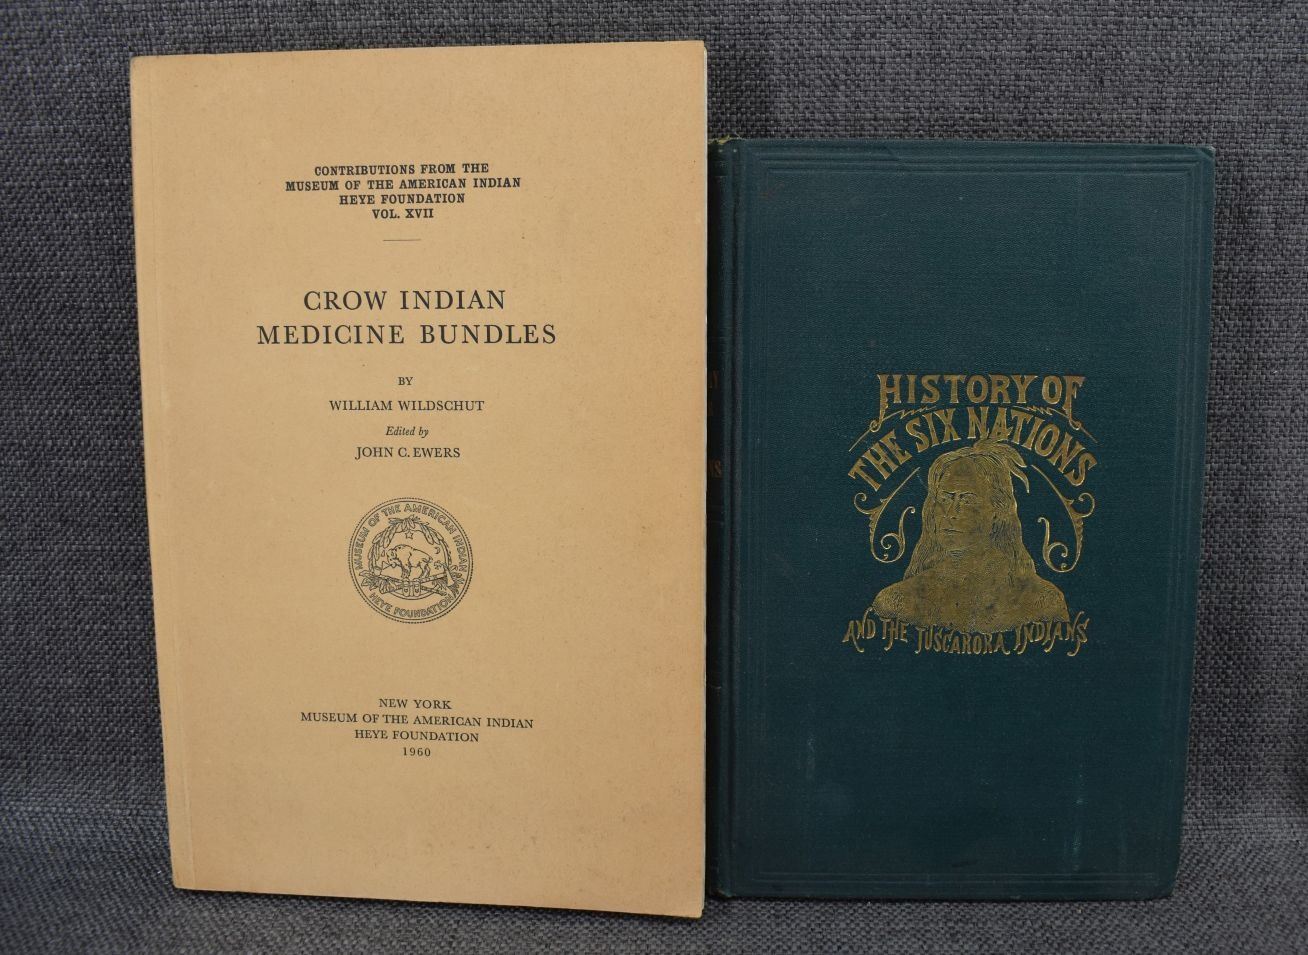 CONTRIBUTIONS FROM THE
MUSEUM OF THE AMERICAN INDIAN
HEYE FOUNDATION
VOL. XVII
CROW INDIAN
MEDICINE BUNDLES
BY
WILLIAM WILDSCHUT
Edited by
JOHN C. EWERS
MUSEUM OF THE AMERICAN INDIAN
HEYE FOUNDATION
NEW YORK
MUSEUM OF THE AMERICAN INDIAN
HEYE FOUNDATION
1960
HISTORY OF
THE SIX NATIONS
AND THE TUSCARORA INDIANS